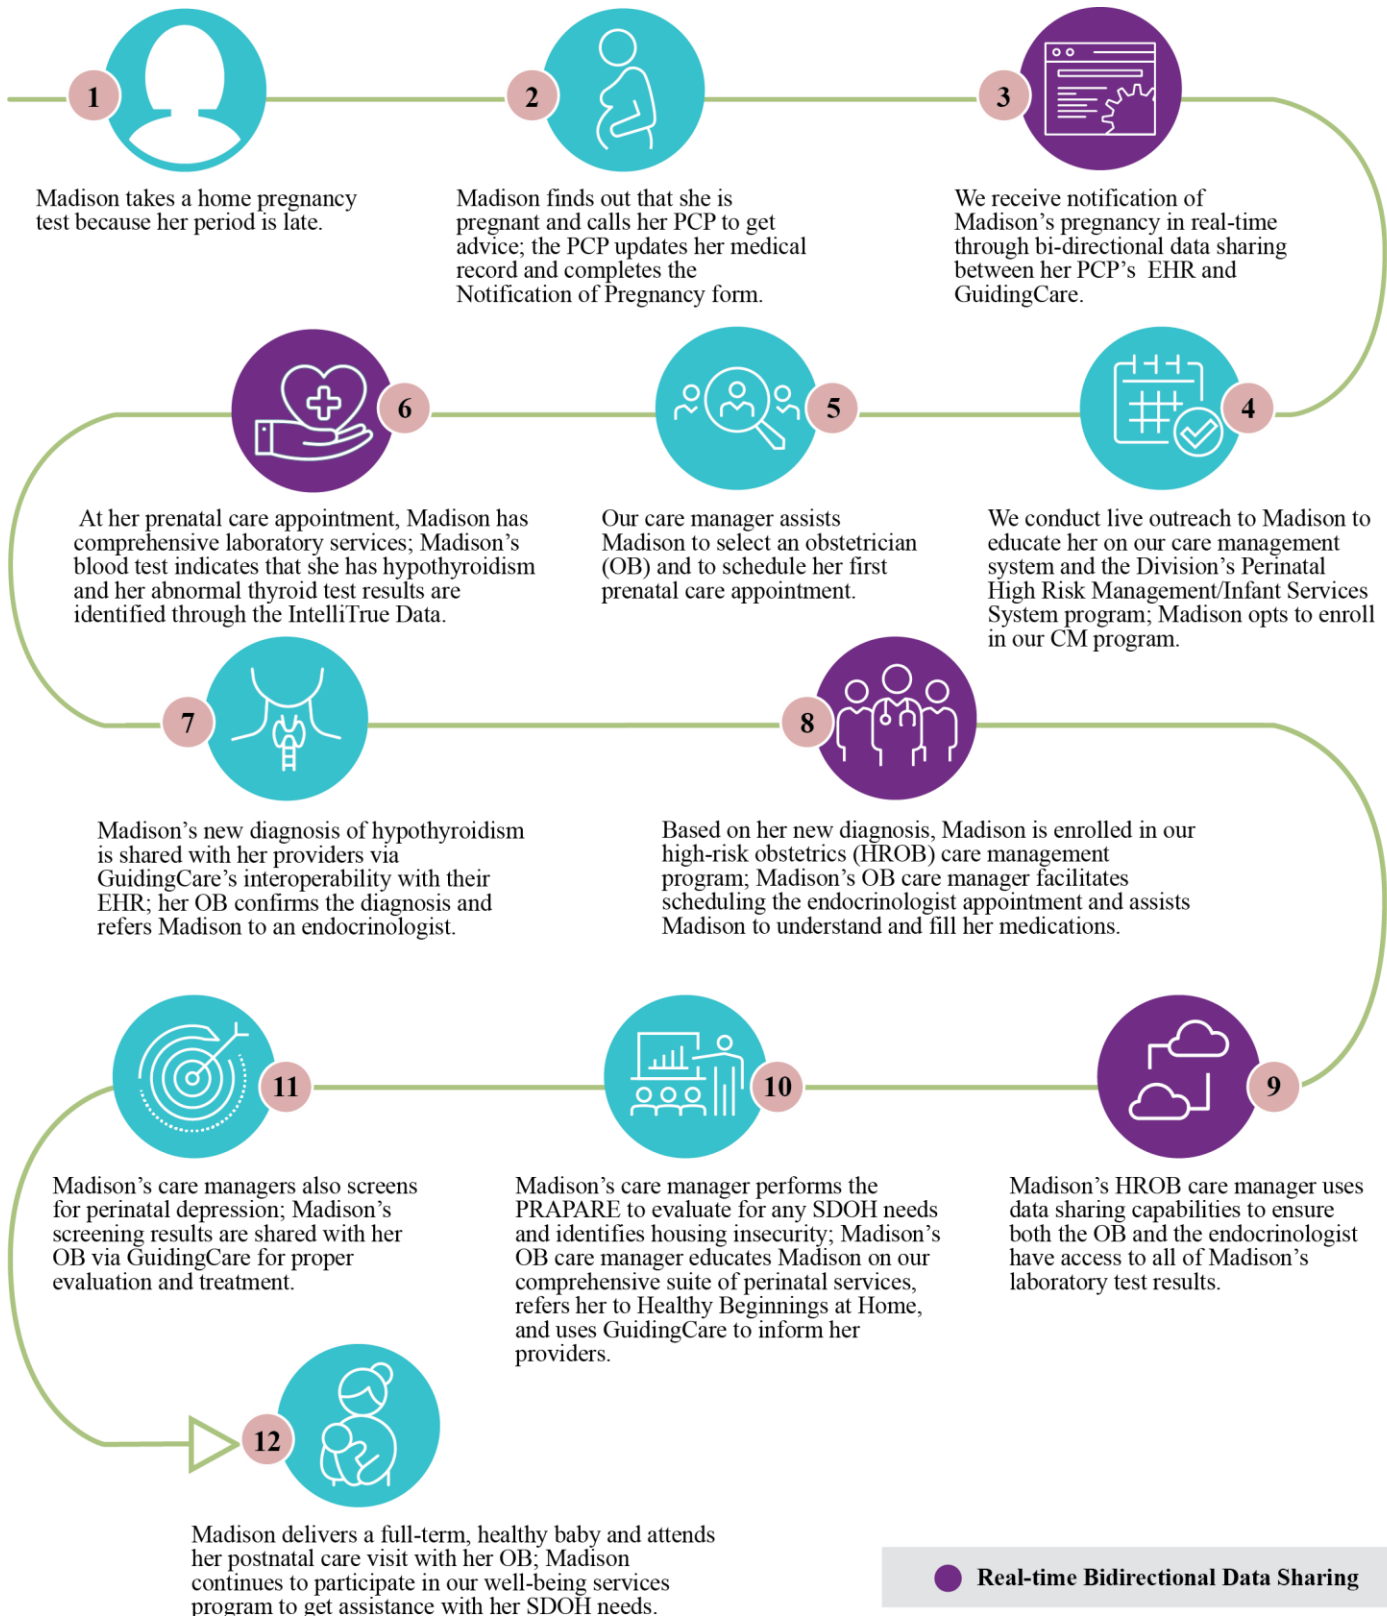 1
Madison takes a home pregnancy
test because her period is late.
2
Madison finds out that she is
pregnant and calls her PCP to get
advice; the PCP updates her medical
record and completes the
Notification of Pregnancy form.
3
We receive notification of
Madison’s pregnancy in real-time
through bi-directional data sharing
between her PCP’s  EHR and
GuidingCare.
4
We conduct live outreach to Madison to
educate her on our care management
system and the Division’s Perinatal
High Risk Management/Infant Services
System program; Madison opts to enroll
in our CM program.
5
Our care manager assists
Madison to select an obstetrician
(OB) and to schedule her first
prenatal care appointment.
6
At her prenatal care appointment, Madison has
comprehensive laboratory services; Madison’s
blood test indicates that she has hypothyroidism
and her abnormal thyroid test results are
identified through the IntelliTrue Data.
7
Madison’s new diagnosis of hypothyroidism
is shared with her providers via
GuidingCare’s interoperability with their
EHR; her OB confirms the diagnosis and
refers Madison to an endocrinologist.
8
Based on her new diagnosis, Madison is enrolled in our
high-risk obstetrics (HROB) care management
program; Madison’s OB care manager facilitates
scheduling the endocrinologist appointment and assists
Madison to understand and fill her medications.
9
Madison’s HROB care manager uses
data sharing capabilities to ensure
both the OB and the endocrinologist
have access to all of Madison’s
laboratory test results.
10
Madison’s care manager performs the
PRAPARE to evaluate for any SDOH needs
and identifies housing insecurity; Madison’s
OB care manager educates Madison on our
comprehensive suite of perinatal services,
refers her to Healthy Beginnings at Home,
and uses GuidingCare to inform her
providers.
11
Madison’s care managers also screens
for perinatal depression; Madison’s
screening results are shared with her
OB via GuidingCare for proper
evaluation and treatment.
12
Madison delivers a full-term, healthy baby and attends
her postnatal care visit with her OB; Madison
continues to participate in our well-being services
program to get assistance with her SDOH needs.
Real-time Bidirectional Data Sharing